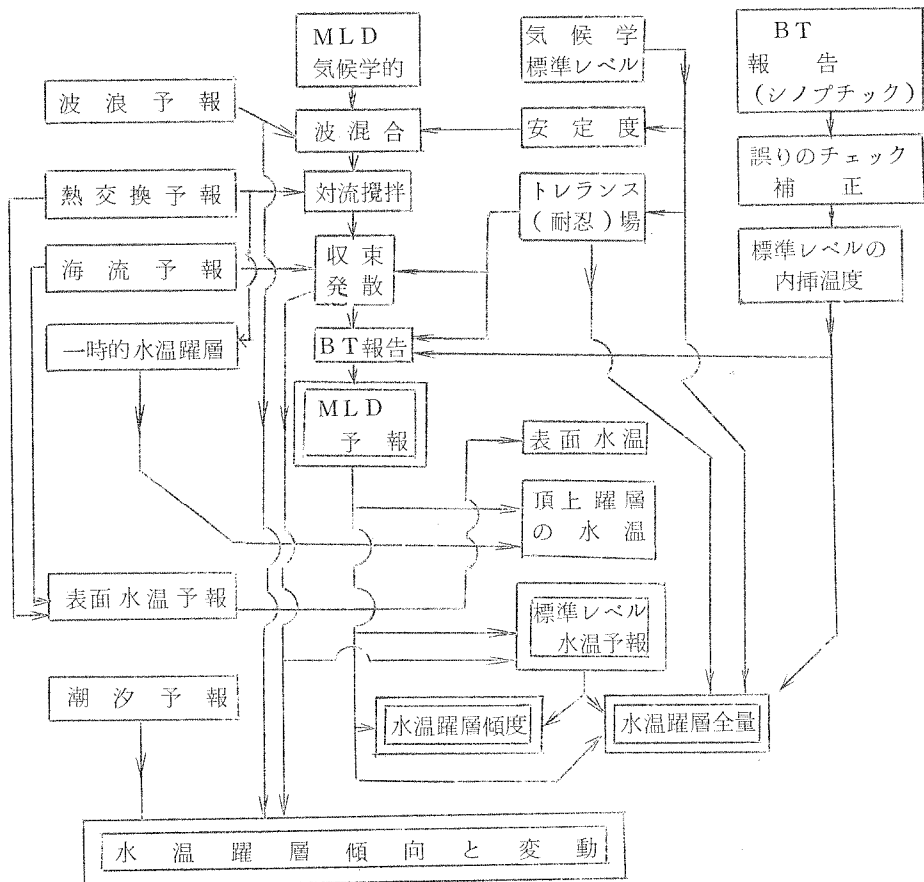 MLD
気候学的
気候学
標準レベル
BT
報告
(シノプチック)
波浪予報
波混合
安定度
誤りのチェック
補正
熱交換予報
対流攪拌
トレランス
(耐忍)場
海流予報
収束
発散
標準レベルの
内挿温度
一時的水温躍層
BT報告
MLD
予報
表面水温
頂上躍層
の水温
表面水温予報
標準レベル
水温予報
潮汐予報
水温躍層傾度
水温躍層全量
水温躍層傾向と変動